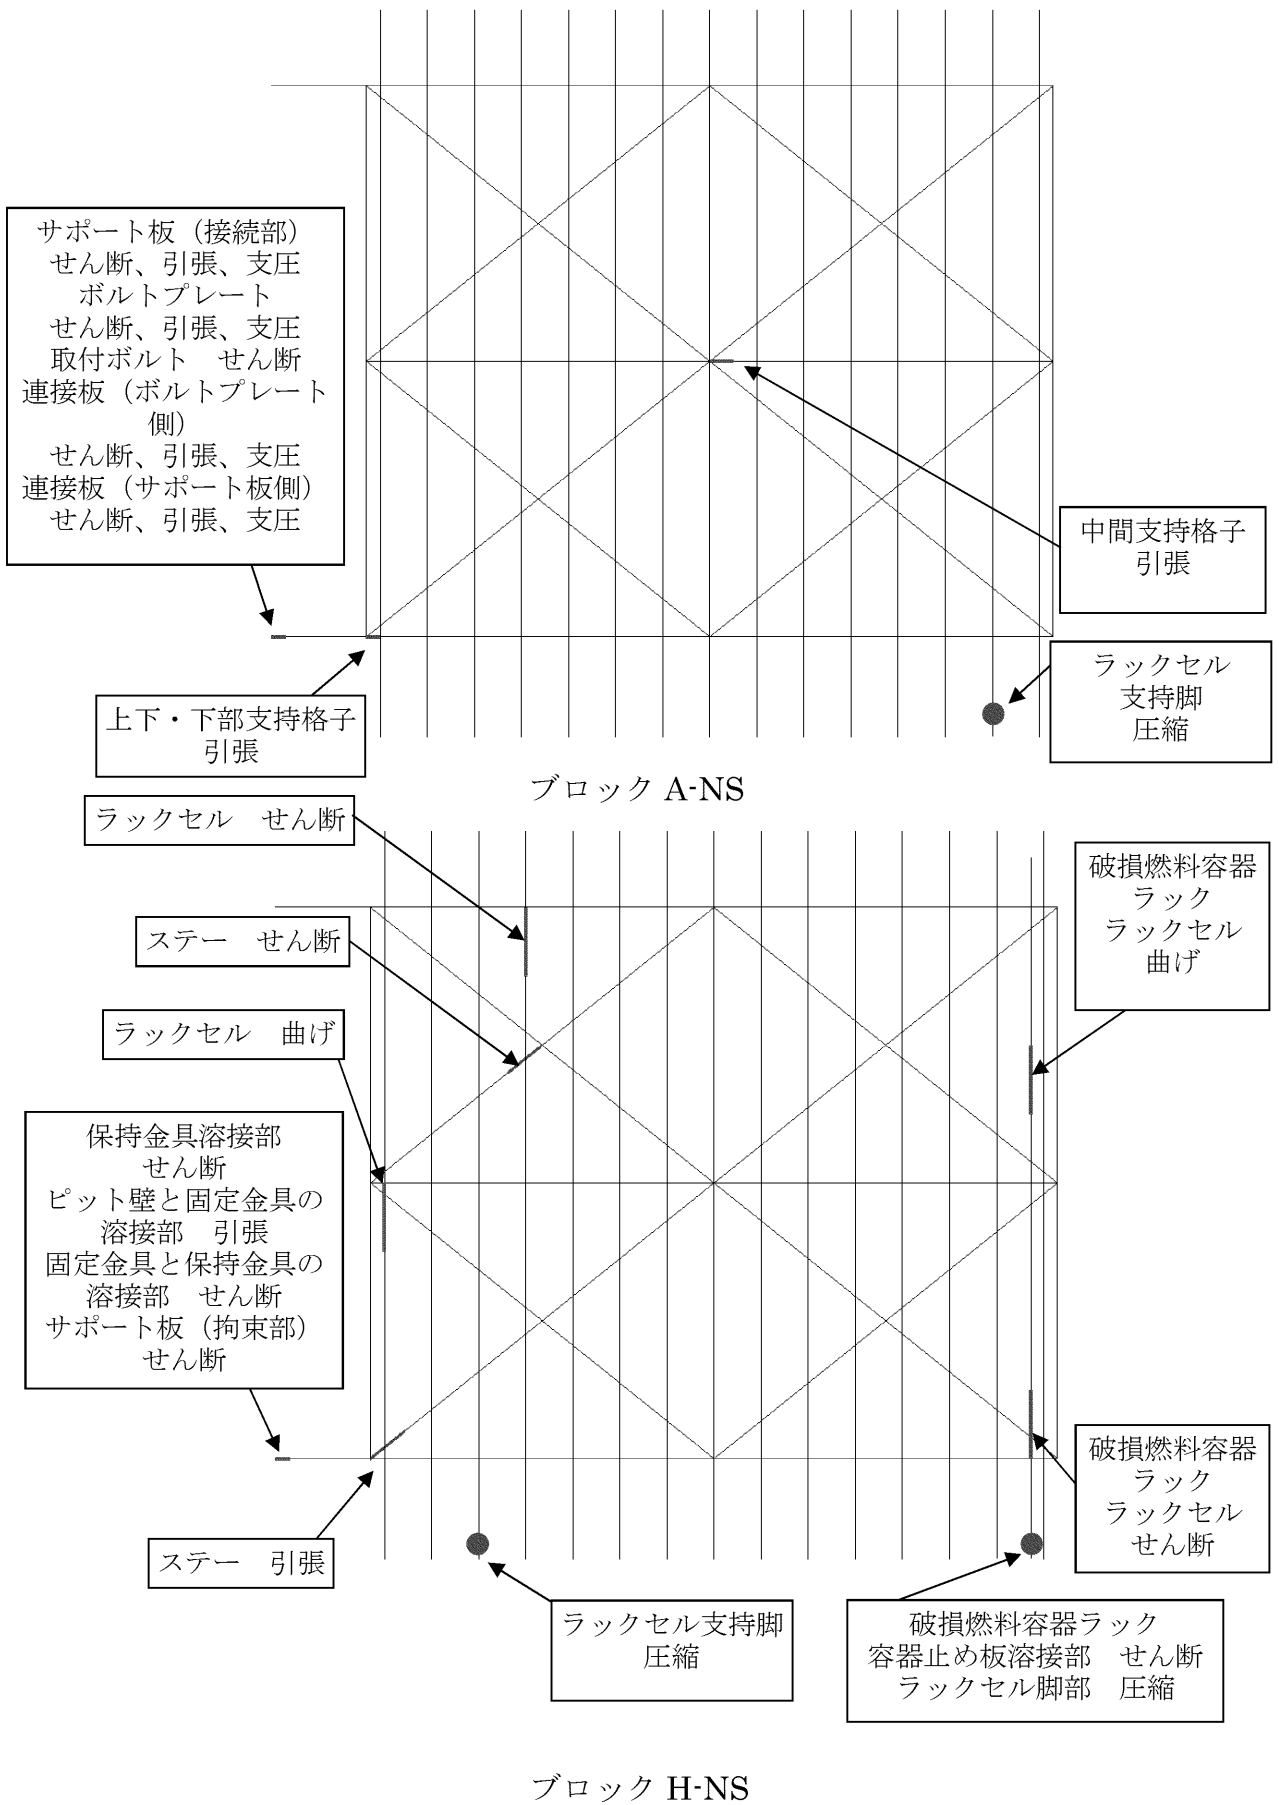 サポート板（接続部）
せん断、引張、支圧
ボルトプレート
せん断、引張、支圧
取付ボルト　せん断
連接板（ボルトプレート
側）
せん断、引張、支圧
連接板（サポート板側）
せん断、引張、支圧
中間支持格子
引張
上下・下部支持格子
引張
ラックセル
支持脚
圧縮
ブロック A-NS
ラックセル　せん断
ステー　せん断
ラックセル　曲げ
保持金具溶接部
せん断
ピット壁と固定金具の
溶接部　引張
固定金具と保持金具の
溶接部　せん断
サポート板（拘束部）
せん断
ステー　引張
破損燃料容器
ラック
ラックセル
曲げ
破損燃料容器
ラック
ラックセル
せん断
ラックセル支持脚
圧縮
破損燃料容器ラック
容器止め板溶接部　せん断
ラックセル脚部　圧縮
ブロック H-NS